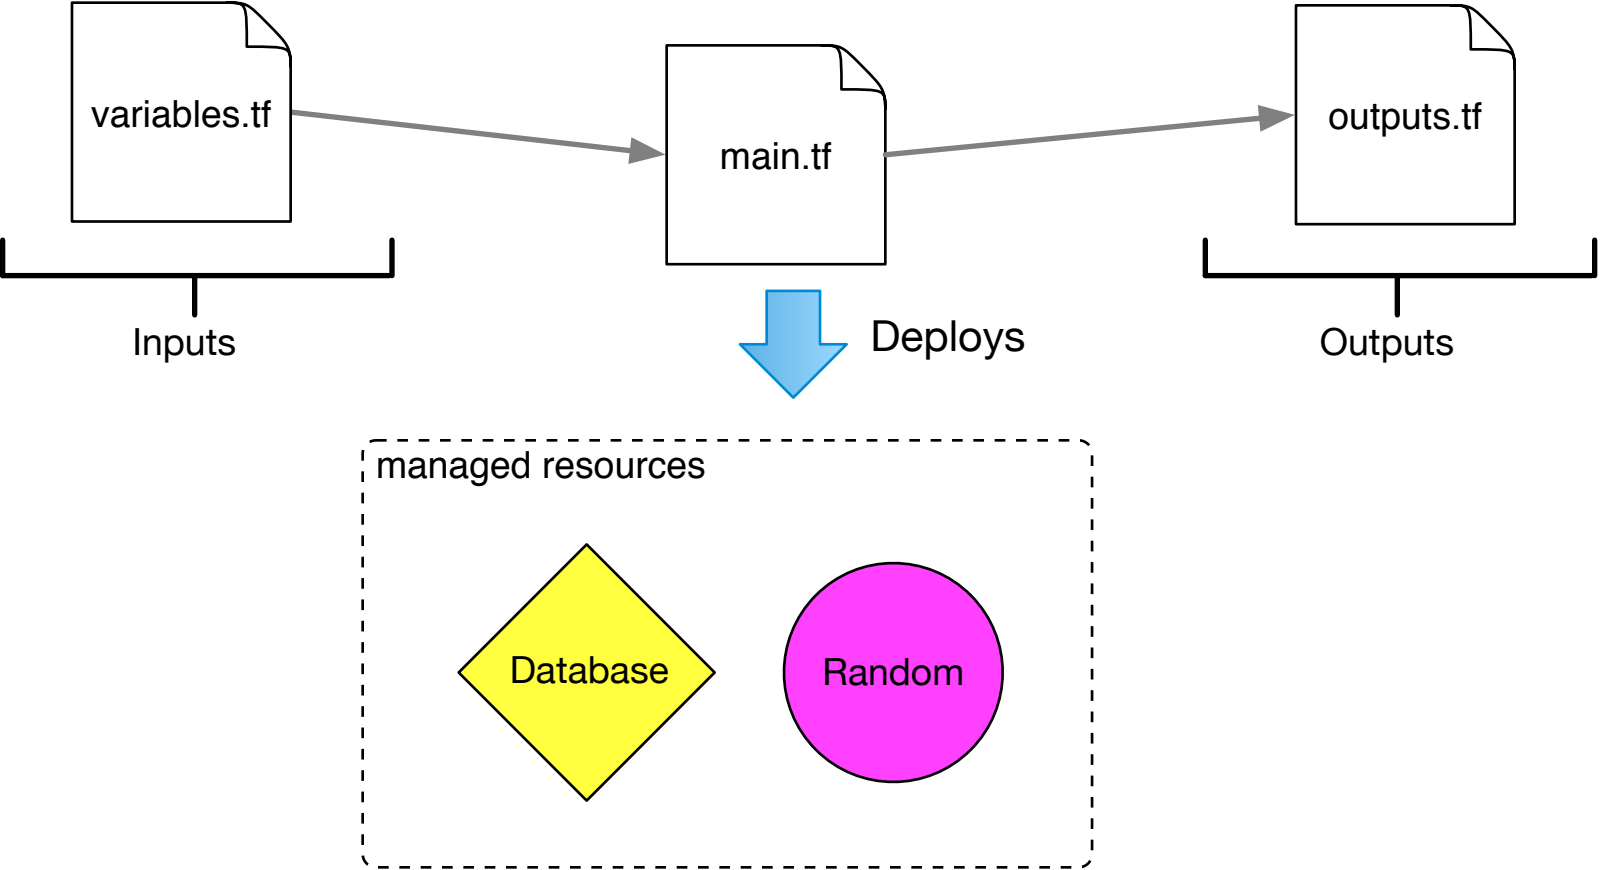 variables.tf
main.tf
outputs.tf
Inputs
Deploys
Outputs
managed resources
Database
Random